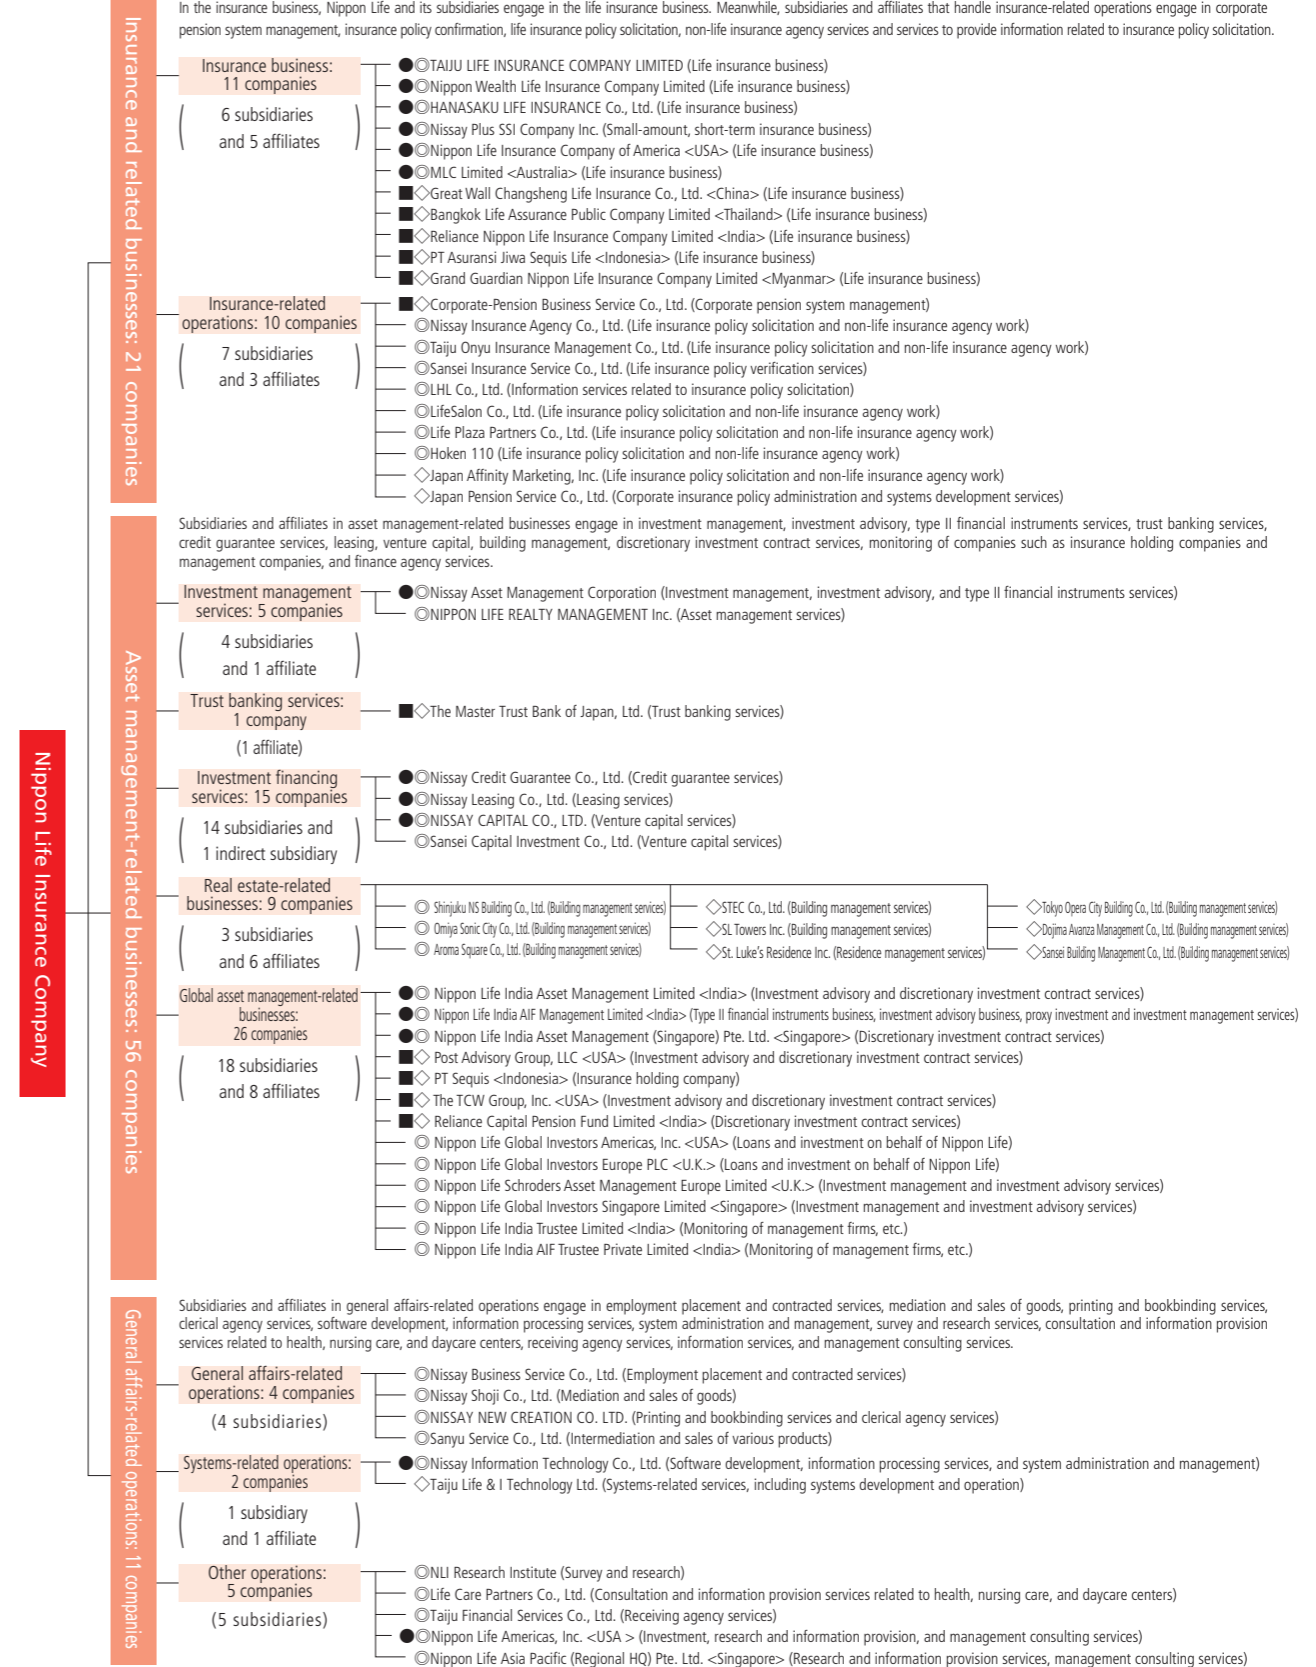 In the insurance business, Nippon Life and its subsidiaries engage in the life insurance business. Meanwhile, subsidiaries and affiliates that handle insurance-related operations engage in corporate
pension system management, insurance policy confirmation, life insurance policy solicitation, non-life insurance agency services and services to provide information related to insurance policy solicitation.
Nippon Life Insurance Company
Insurance and related businesses: 21 companies
Insurance business:
11 companies
(6 subsidiaries
and 5 affiliates)
●◎TAIJU LIFE INSURANCE COMPANY LIMITED (Life insurance business)
●◎Nippon Wealth Life Insurance Company Limited (Life insurance business)
●◎HANASAKU LIFE INSURANCE Co., Ltd. (Life insurance business)
●◎Nissay Plus SSI Company Inc. (Small-amount, short-term insurance business)
●◎Nippon Life Insurance Company of America <USA> (Life insurance business)
●◎MLC Limited <Australia> (Life insurance business)
■◇Great Wall Changsheng Life Insurance Co., Ltd. <China> (Life insurance business)
■◇Bangkok Life Assurance Public Company Limited <Thailand> (Life insurance business)
■◇Reliance Nippon Life Insurance Company Limited <India> (Life insurance business)
■◇PT Asuransi Jiwa Sequis Life <Indonesia> (Life insurance business)
■◇Grand Guardian Nippon Life Insurance Company Limited <Myanmar> (Life insurance business)
Insurance-related
operations: 10 companies
(7 subsidiaries
and 3 affiliates)
■◇Corporate-Pension Business Service Co., Ltd. (Corporate pension system management)
◎Nissay Insurance Agency Co., Ltd. (Life insurance policy solicitation and non-life insurance agency work)
◎Taiju Onyu Insurance Management Co., Ltd. (Life insurance policy solicitation and non-life insurance agency work)
◎Sansei Insurance Service Co., Ltd. (Life insurance policy verification services)
◎LHL Co., Ltd. (Information services related to insurance policy solicitation)
◎LifeSalon Co., Ltd. (Life insurance policy solicitation and non-life insurance agency work)
◎Life Plaza Partners Co., Ltd. (Life insurance policy solicitation and non-life insurance agency work)
◎Hoken 110 (Life insurance policy solicitation and non-life insurance agency work)
◇Japan Affinity Marketing, Inc. (Life insurance policy solicitation and non-life insurance agency work)
◇Japan Pension Service Co., Ltd. (Corporate insurance policy administration and systems development services)
Asset management-related businesses: 56 companies
Subsidiaries and affiliates in asset management-related businesses engage in investment management, investment advisory, type II financial instruments services, trust banking services,
credit guarantee services, leasing, venture capital, building management, discretionary investment contract services, monitoring of companies such as insurance holding companies and
management companies, and finance agency services.
Investment management
services: 5 companies
(4 subsidiaries
and 1 affiliate)
●◎Nissay Asset Management Corporation (Investment management, investment advisory, and type II financial instruments services)
◎NIPPON LIFE REALTY MANAGEMENT Inc. (Asset management services)
Trust banking services:
1 company
(1 affiliate)
■◇The Master Trust Bank of Japan, Ltd. (Trust banking services)
Investment financing
services: 15 companies
(14 subsidiaries and
1 indirect subsidiary)
●◎Nissay Credit Guarantee Co., Ltd. (Credit guarantee services)
●◎Nissay Leasing Co., Ltd. (Leasing services)
●◎NISSAY CAPITAL CO., LTD. (Venture capital services)
◎Sansei Capital Investment Co., Ltd. (Venture capital services)
Real estate-related
businesses: 9 companies
(3 subsidiaries
and 6 affiliates)
◎ Shinjuku NS Building Co., Ltd. (Building management services)
◎ Omiya Sonic City Co., Ltd. (Building management services)
◎ Aroma Square Co., Ltd. (Building management services)
◇STEC Co., Ltd. (Building management services)
◇SL Towers Inc. (Building management services)
◇St. Luke's Residence Inc. (Residence management services)
◇Tokyo Opera City Building Co., Ltd. (Building management services)
◇Dojima Avanza Management Co., Ltd. (Building management services)
◇Sansei Building Management Co., Ltd. (Building management services)
Global asset management-related
businesses:
26 companies
(18 subsidiaries
and 8 affiliates)
●◎ Nippon Life India Asset Management Limited <India> (Investment advisory and discretionary investment contract services)
●◎ Nippon Life India AIF Management Limited <India> (Type II financial instruments business, investment advisory business, proxy investment and investment management services)
●◎ Nippon Life India Asset Management (Singapore) Pte. Ltd. <Singapore> (Discretionary investment contract services)
■◇ Post Advisory Group, LLC <USA> (Investment advisory and discretionary investment contract services)
■◇ PT Sequis <Indonesia> (Insurance holding company)
■◇ The TCW Group, Inc. <USA> (Investment advisory and discretionary investment contract services)
■◇ Reliance Capital Pension Fund Limited <India> (Discretionary investment contract services)
◎ Nippon Life Global Investors Americas, Inc. <USA> (Loans and investment on behalf of Nippon Life)
◎ Nippon Life Global Investors Europe PLC <U.K.> (Loans and investment on behalf of Nippon Life)
◎ Nippon Life Schroders Asset Management Europe Limited <U.K.> (Investment management and investment advisory services)
◎ Nippon Life Global Investors Singapore Limited <Singapore> (Investment management and investment advisory services)
◎ Nippon Life India Trustee Limited <India> (Monitoring of management firms, etc.)
◎ Nippon Life India AIF Trustee Private Limited <India> (Monitoring of management firms, etc.)
General affairs-related operations: 11 companies
Subsidiaries and affiliates in general affairs-related operations engage in employment placement and contracted services, mediation and sales of goods, printing and bookbinding services,
clerical agency services, software development, information processing services, system administration and management, survey and research services, consultation and information provision
services related to health, nursing care, and daycare centers, receiving agency services, information services, and management consulting services.
General affairs-related
operations: 4 companies
(4 subsidiaries)
◎Nissay Business Service Co., Ltd. (Employment placement and contracted services)
◎Nissay Shoji Co., Ltd. (Mediation and sales of goods)
◎NISSAY NEW CREATION CO. LTD. (Printing and bookbinding services and clerical agency services)
◎Sanyu Service Co., Ltd. (Intermediation and sales of various products)
Systems-related operations:
2 companies
(1 subsidiary
and 1 affiliate)
●◎Nissay Information Technology Co., Ltd. (Software development, information processing services, and system administration and management)
◇Taiju Life & I Technology Ltd. (Systems-related services, including systems development and operation)
Other operations:
5 companies
(5 subsidiaries)
◎NLI Research Institute (Survey and research)
◎Life Care Partners Co., Ltd. (Consultation and information provision services related to health, nursing care, and daycare centers)
◎Taiju Financial Services Co., Ltd. (Receiving agency services)
●◎Nippon Life Americas, Inc. <USA > (Investment, research and information provision, and management consulting services)
◎Nippon Life Asia Pacific (Regional HQ) Pte. Ltd. <Singapore> (Research and information provision services, management consulting services)